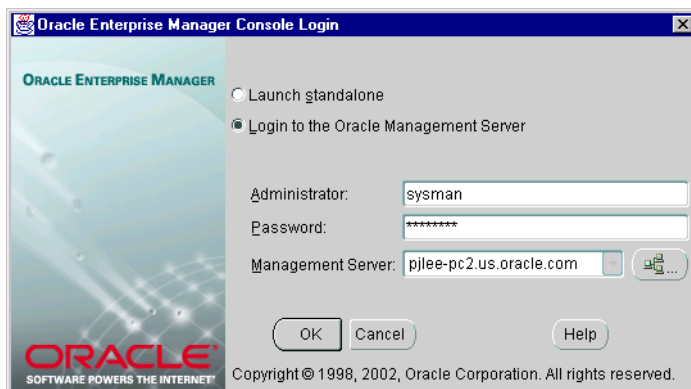 Oracle Enterprise Manager Console Login
ORACLE ENTERPRISE MANAGER
Launch standalone
Login to the Oracle Management Server
Administrator: sysman
Password: ********
Management Server: pjlee-pc2.us.oracle.com
...
OK Cancel Help
ORACLE®
SOFTWARE POWERS THE INTERNET™
Copyright © 1998, 2002, Oracle Corporation. All rights reserved.